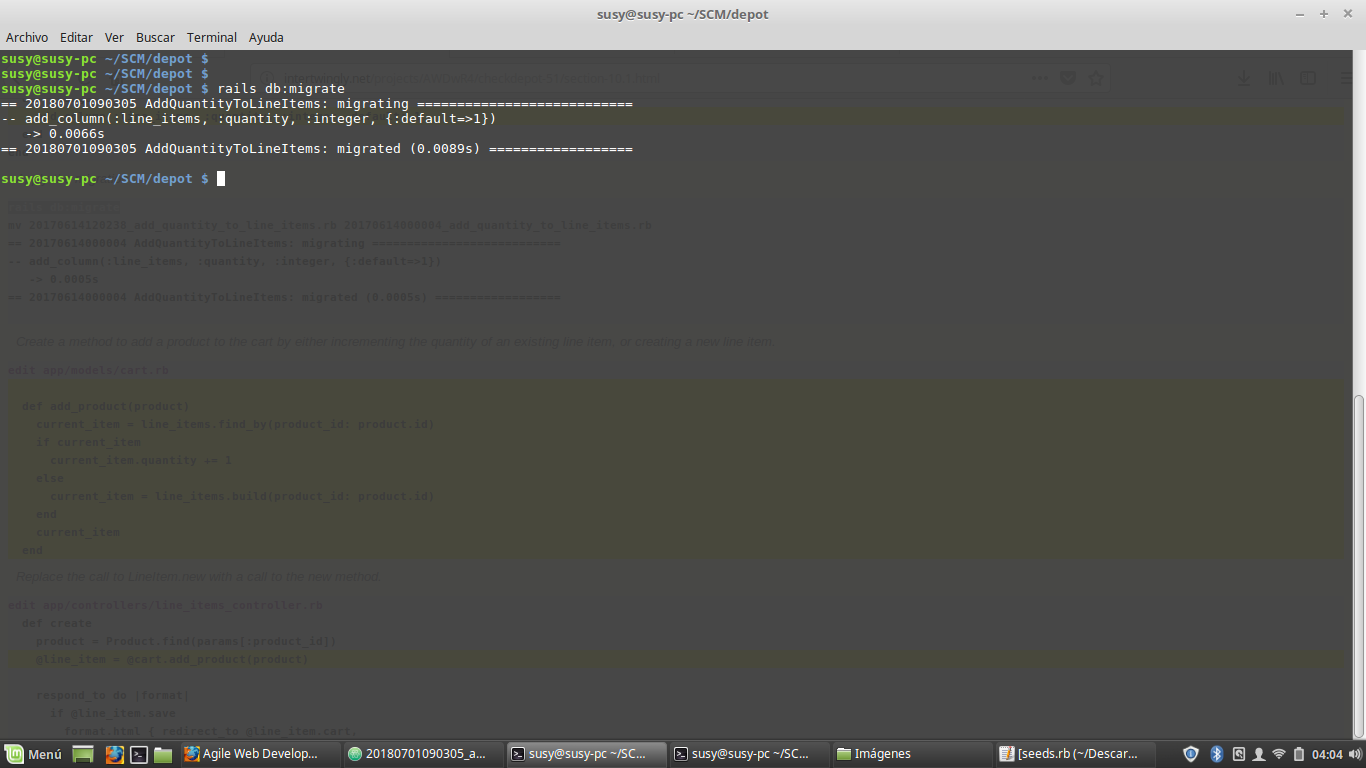 susy@susy-pc ~/SCM/depot
Archivo Editar Ver Buscar Terminal Ayuda
susy@susy-pc ~/SCM/depot $
susy@susy-pc ~/SCM/depot $
susy@susy-pc ~/SCM/depot $ rails db:migrate
== 20180701090305 AddQuantityToLineItems: migrating ===========================
-- add_column(:line_items, :quantity, :integer, {:default=>1})
   -> 0.0066s
== 20180701090305 AddQuantityToLineItems: migrated (0.0089s) ==================
susy@susy-pc ~/SCM/depot $
_add_quantity_to_line_items.rb 20170614000004_add_quantity_to_line_items.rb
== 20170614000004 AddQuantityToLineItems: migrating ===========================
-- add_column(:line_items, :quantity, :integer, {:default=>1})
   -> 0.0005s
== 20170614000004 AddQuantityToLineItems: migrated (0.0005s) ==================
Create a method to add a product to the cart by either incrementing the quantity of an existing line item, or creating a new line item.
edit app/models/cart.rb
  def add_product(product)
    current_item = line_items.find_by(product_id: product.id)
    if current_item
      current_item.quantity += 1
    else
      current_item = line_items.build(product_id: product.id)
    end
    current_item
  end
Replace the call to LineItem.new with a call to the new method.
edit app/controllers/line_items_controller.rb
  def create
    product = Product.find(params[:product_id])
    @line_item = @cart.add_product(product)
    respond_to do |format|
      if @line_item.save
        format.html { redirect_to @line_item.cart,
Menú Agile Web Develop... 20180701090305_a... susy@susy-pc ~/SC... susy@susy-pc ~/SC... Imágenes [seeds.rb (~/Descar... 04:04